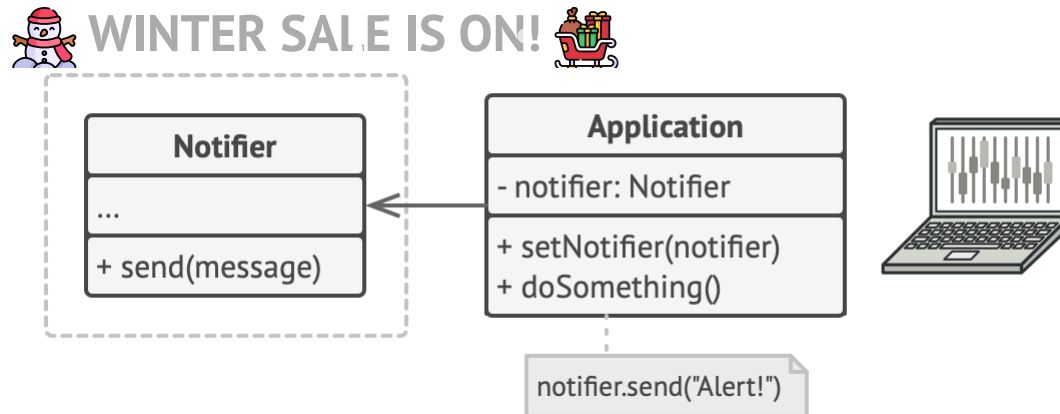 WINTER SALE IS ON!
Notifier
...
+ send(message)
Application
- notifier: Notifier
+ setNotifier(notifier)
+ doSomething()
notifier.send("Alert!")